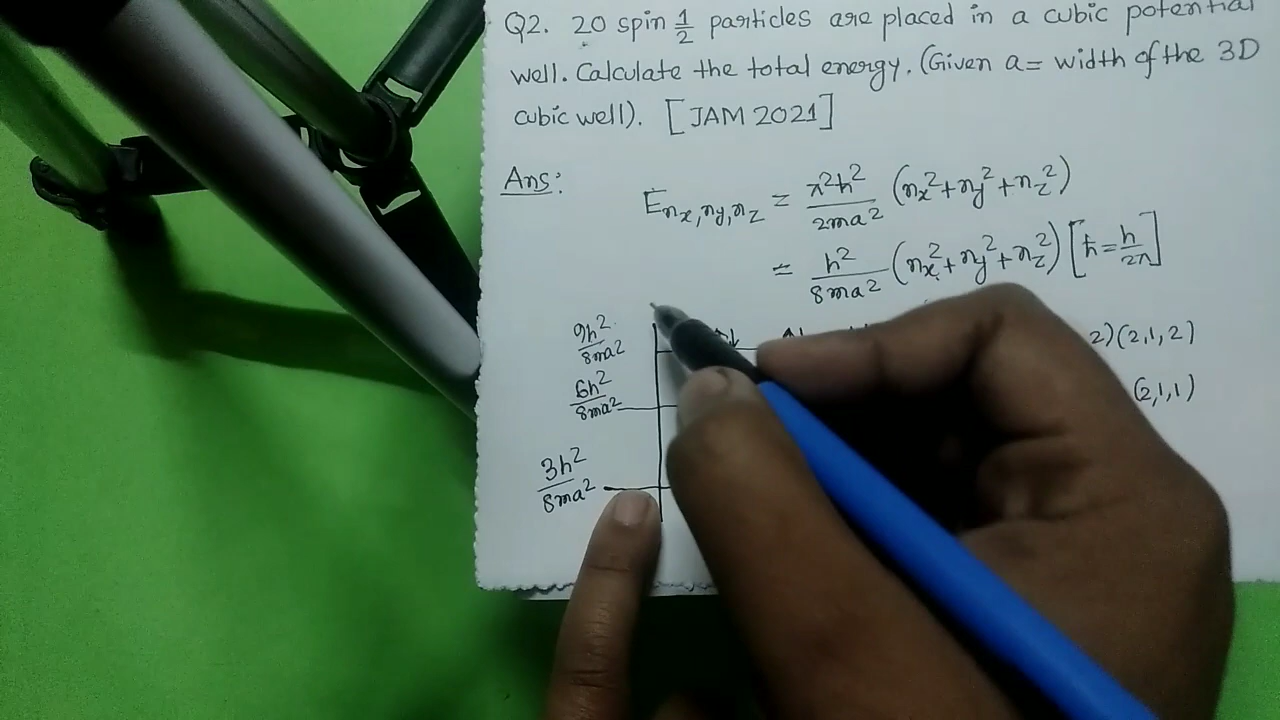 Q2. 20 spin 1/2 particles are placed in a cubic potential
well. Calculate the total energy. (Given a = width of the 3D
cubic well). [JAM 2021]
Ans:
E_{nx,ny,nz} = π²ħ²/2ma² (nx²+ny²+nz²)
= h²/8ma² (nx²+ny²+nz²) [ħ = h/2π]
9h²/8ma² ↑↓ 2)(2,1,2)
6h²/8ma² (2,1,1)
3h²/8ma²